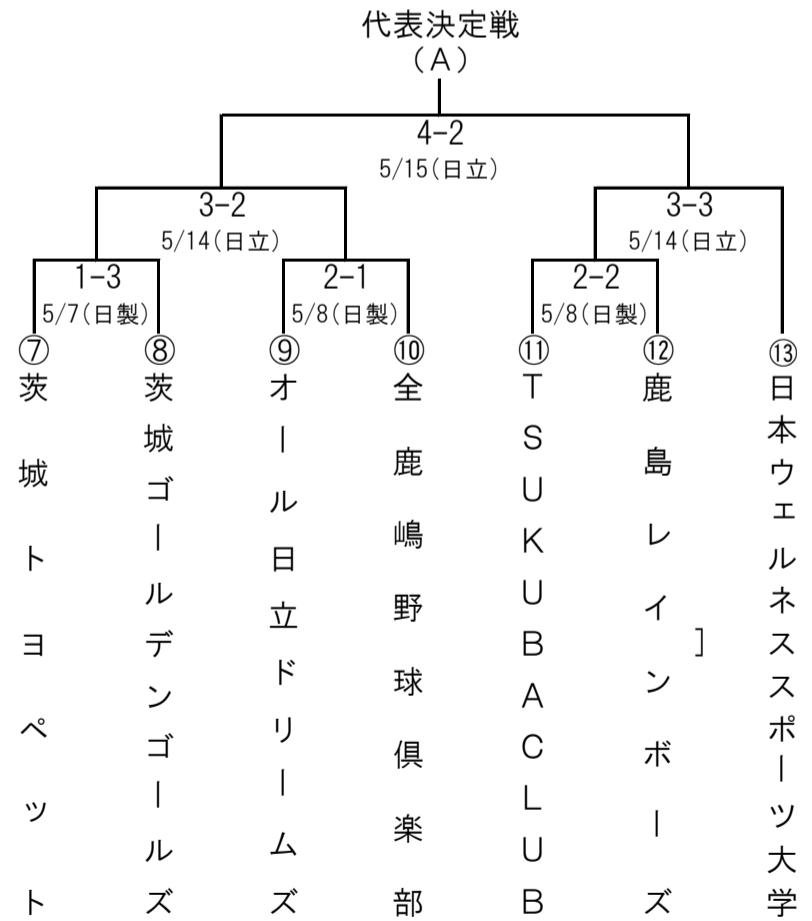 代表決定戦
(A)
4-2
5/15(日立)
3-2
5/14(日立)
3-3
5/14(日立)
1-3
5/7(日製)
2-1
5/8(日製)
2-2
5/8(日製)
⑦
茨城トヨペット
⑧
茨城ゴールデンゴールズ
⑨
オール日立ドリームズ
⑩
全鹿嶋野球倶楽部
⑪
TSUKUBACLUB
⑫
鹿島レインボーズ
]
⑬
日本ウェルネススポーツ大学